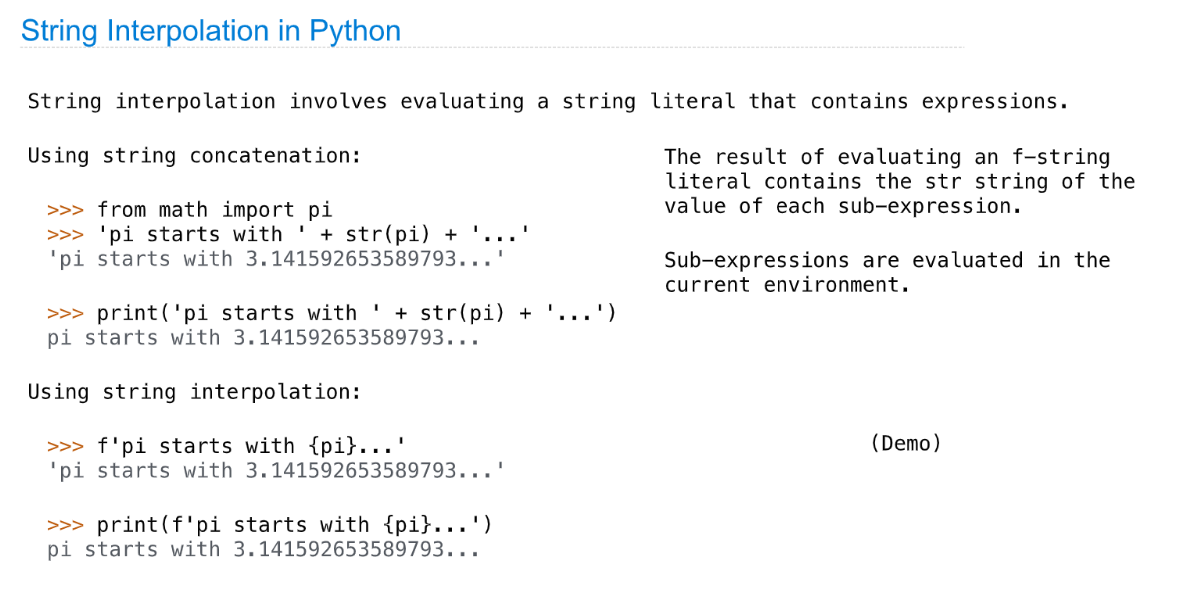 String Interpolation in Python
String interpolation involves evaluating a string literal that contains expressions.
Using string concatenation:
>>> from math import pi
>>> 'pi starts with ' + str(pi) + '...'
'pi starts with 3.141592653589793...'
>>> print('pi starts with ' + str(pi) + '...')
pi starts with 3.141592653589793...
Using string interpolation:
>>> f'pi starts with {pi}...'
'pi starts with 3.141592653589793...'
>>> print(f'pi starts with {pi}...')
pi starts with 3.141592653589793...
The result of evaluating an f-string
literal contains the str string of the
value of each sub-expression.
Sub-expressions are evaluated in the
current environment.
(Demo)